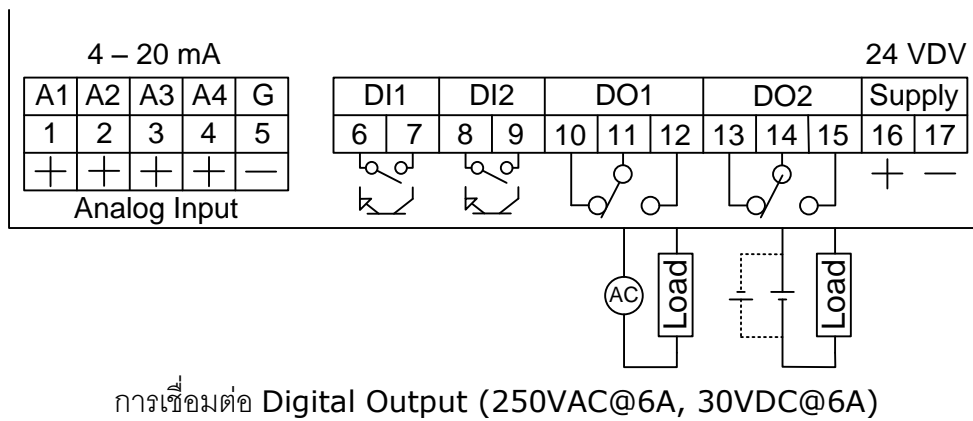 4 – 20 mA 24 VDV
A1 A2 A3 A4 G DI1 DI2 DO1 DO2 Supply
1 2 3 4 5 6 7 8 9 10 11 12 13 14 15 16 17
+ + + + — + —
Analog Input
AC Load Load
การเชื่อมต่อ Digital Output (250VAC@6A, 30VDC@6A)